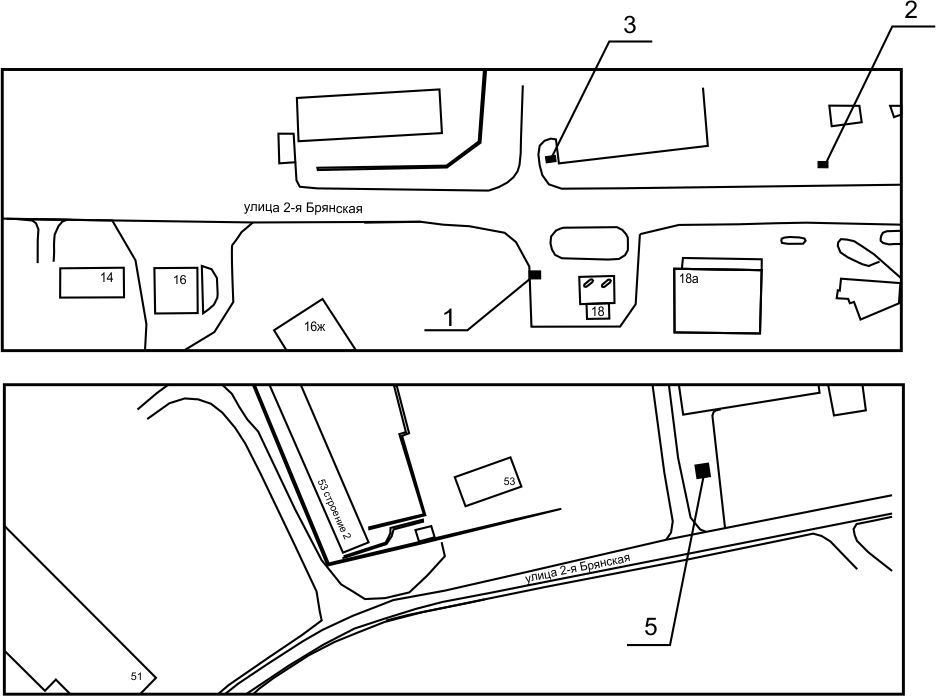 2
3
улица 2-я Брянская
14
16
18а
1
18
16ж
53
53 строение 2
улица 2-я Брянская
5
51